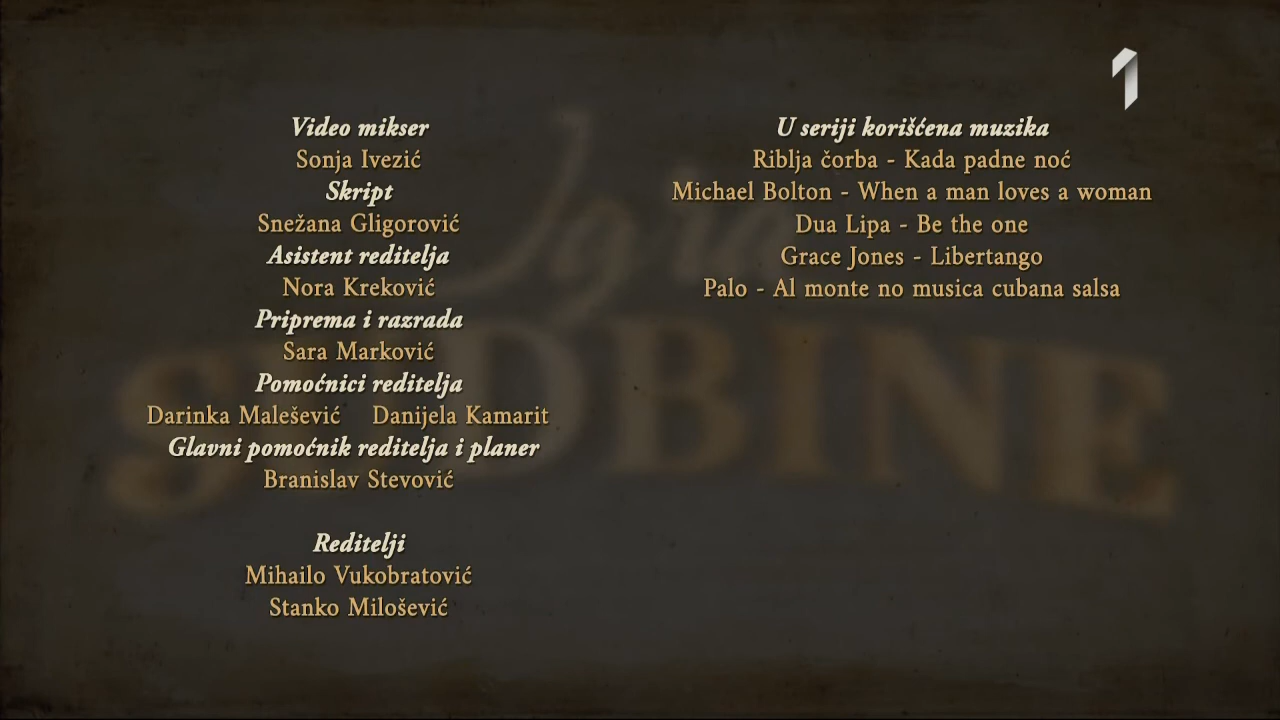 1
Video mikser
Sonja Ivezić
Skript
Snežana Gligorović
Asistent reditelja
Nora Kreković
Priprema i razrada
Sara Marković
Pomoćnici reditelja
Darinka Malešević Danijela Kamarit
Glavni pomoćnik reditelja i planer
Branislav Stevović
Reditelji
Mihailo Vukobratović
Stanko Milošević
U seriji korišćena muzika
Riblja čorba - Kada padne noć
Michael Bolton - When a man loves a woman
Dua Lipa - Be the one
Grace Jones - Libertango
Palo - Al monte no musica cubana salsa
Igra
SUDBINE